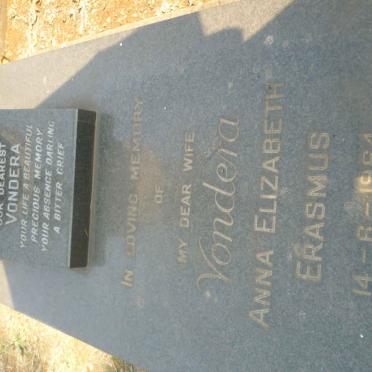 OUR DEAREST
VONDERA
YOUR LIFE A BEAUTIFUL
PRECIOUS MEMORY
YOUR ABSENCE DARLING
A BITTER GRIEF
IN LOVING MEMORY
OF
MY DEAR WIFE
Vondera
ANNA ELIZABETH
ERASMUS